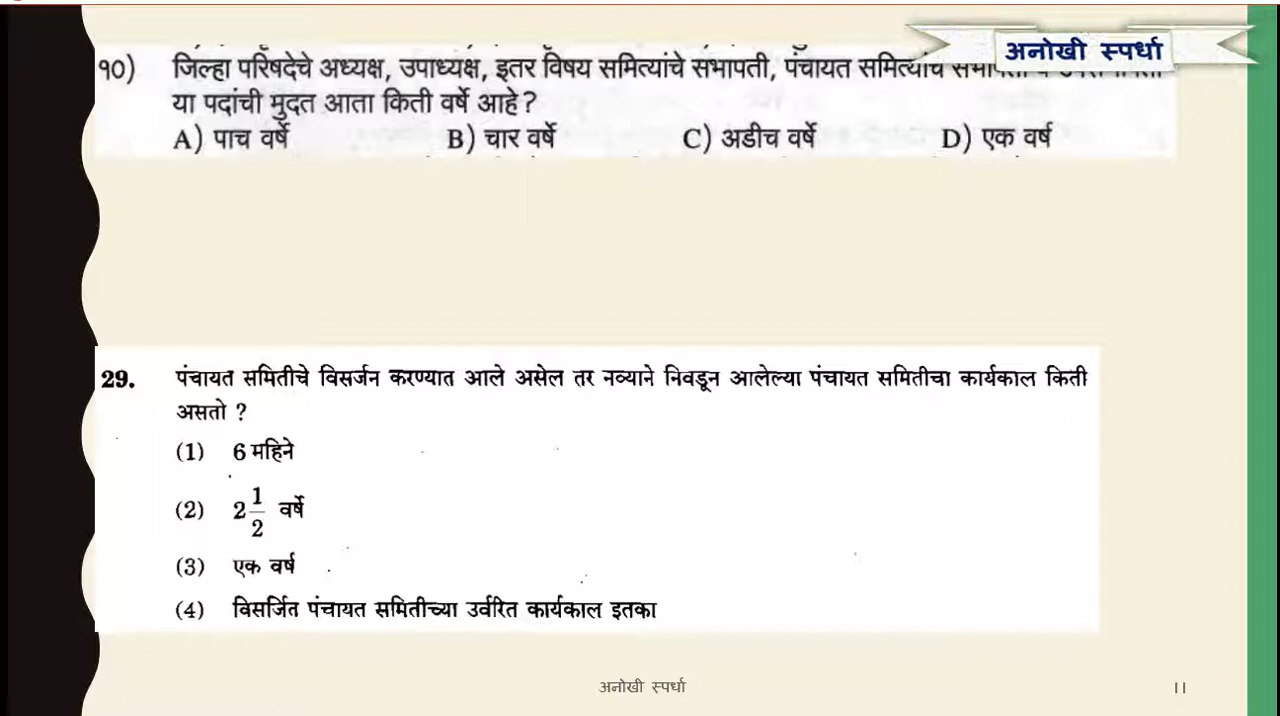 अनोखी स्पर्धा
१०) जिल्हा परिषदेचे अध्यक्ष, उपाध्यक्ष, इतर विषय समित्यांचे सभापती, पंचायत
या पदांची मुदत आता किती वर्षे आहे ?
A) पाच वर्षे B) चार वर्षे C) अडीच वर्षे D) एक वर्ष
29. पंचायत समितीचे विसर्जन करण्यात आले असेल तर नव्याने निवडून आलेल्या पंचायत समितीचा कार्यकाल किती
असतो ?
(1) 6 महिने
(2) 2 1/2 वर्षे
(3) एक वर्ष
(4) विसर्जित पंचायत समितीच्या उर्वरित कार्यकाल इतका
अनोखी स्पर्धा 11